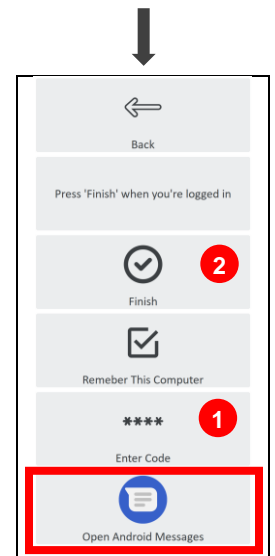 Back
Press 'Finish' when you're logged in
2
Finish
Remeber This Computer
****
1
Enter Code
Open Android Messages